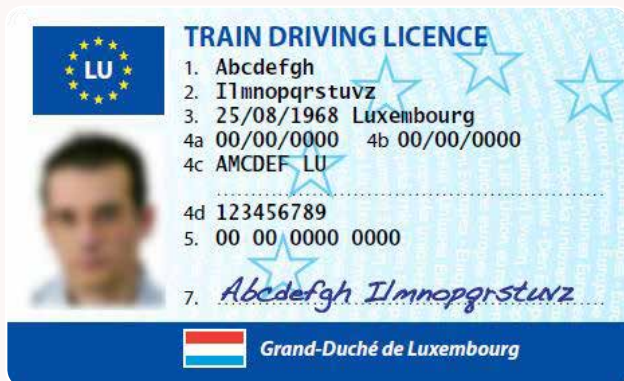 LU
TRAIN DRIVING LICENCE
1. Abcdefgh
2. Ilmnopqrstuvz
3. 25/08/1968 Luxembourg
4a 00/00/0000 4b 00/00/0000
4c AMCDEF LU
4d 123456789
5. 00 00 0000 0000
7. Abcdefgh Ilmnopqrstuvz
Grand-Duché de Luxembourg